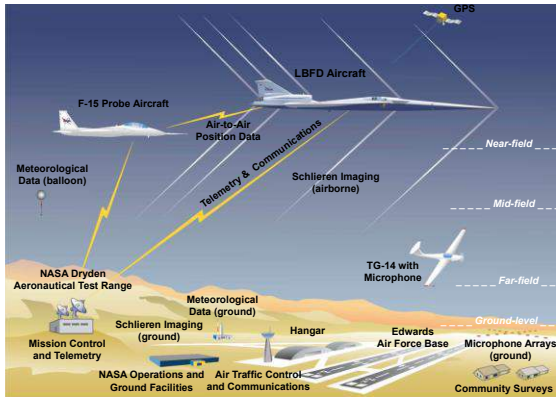 GPS
LBFD Aircraft
F-15 Probe Aircraft
Air-to-Air
Position Data
Telemetry & Communications
Near-field
Meteorological
Data (balloon)
Schlieren Imaging
(airborne)
Mid-field
TG-14 with
Microphone
NASA Dryden
Aeronautical Test Range
Far-field
Meteorological
Data (ground)
Ground-level
Schlieren Imaging
(ground)
Hangar
Edwards
Air Force Base
Mission Control
and Telemetry
Microphone Arrays
(ground)
NASA Operations and
Ground Facilities
Air Traffic Control
and Communications
Community Surveys